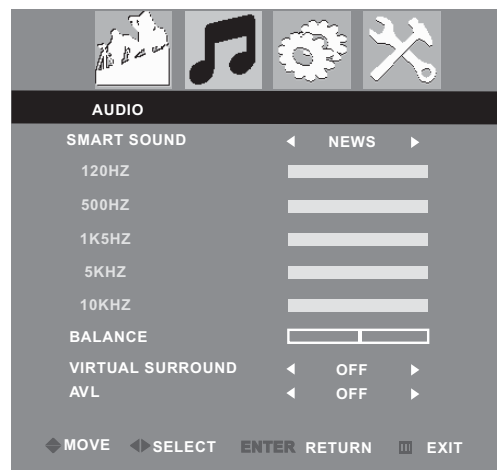 AUDIO
SMART SOUND NEWS
120HZ
500HZ
1K5HZ
5KHZ
10KHZ
BALANCE
VIRTUAL SURROUND OFF
AVL OFF
MOVE SELECT ENTER RETURN EXIT